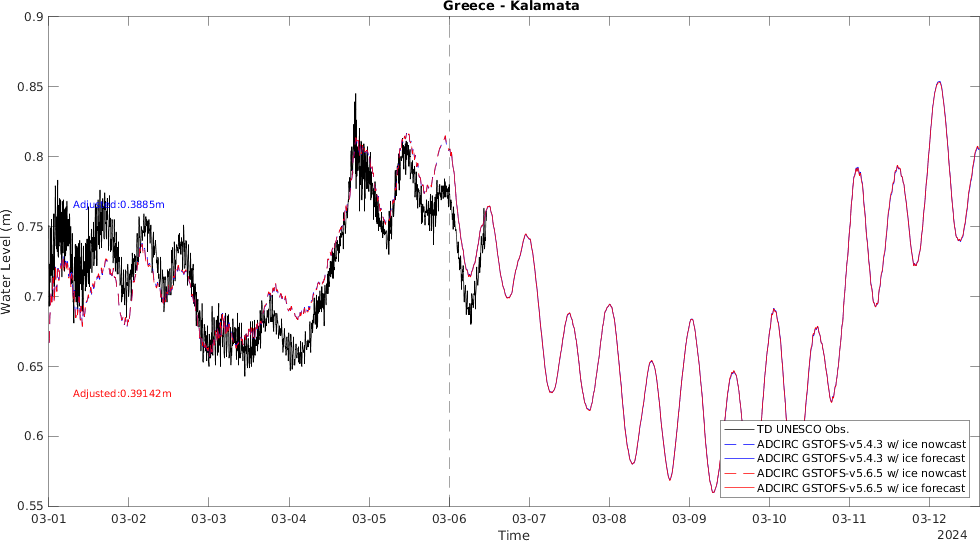 Greece - Kalamata
0.9
0.85
0.8
0.75
0.7
0.65
0.6
0.55
Water Level (m)
Adjusted:0.3885m
Adjusted:0.39142m
TD UNESCO Obs.
ADCIRC GSTOFS-v5.4.3 w/ ice nowcast
ADCIRC GSTOFS-v5.4.3 w/ ice forecast
ADCIRC GSTOFS-v5.6.5 w/ ice nowcast
ADCIRC GSTOFS-v5.6.5 w/ ice forecast
03-01 03-02 03-03 03-04 03-05 03-06 03-07 03-08 03-09 03-10 03-11 03-12
Time
2024